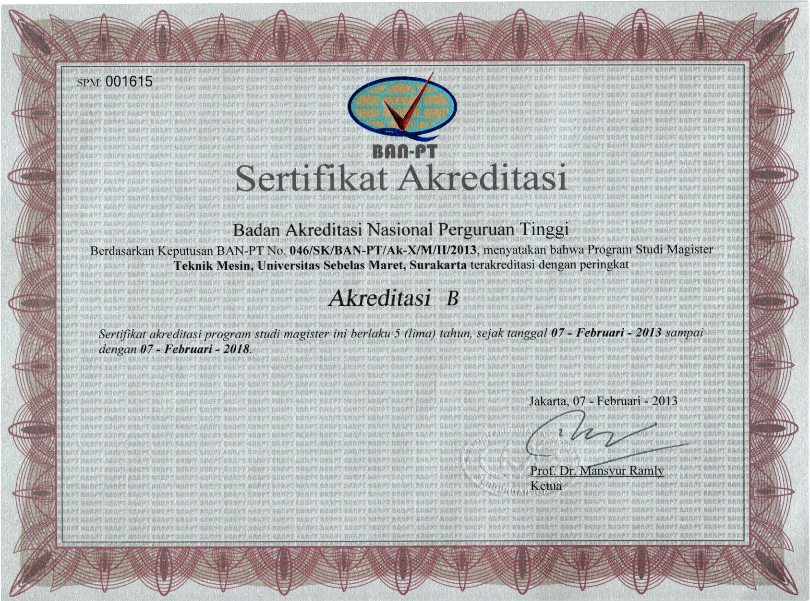 SPM: 001615
BAN-PT
Sertifikat Akreditasi
Badan Akreditasi Nasional Perguruan Tinggi
Berdasarkan Keputusan BAN-PT No. 046/SK/BAN-PT/Ak-X/M/II/2013, menyatakan bahwa Program Studi Magister
Teknik Mesin, Universitas Sebelas Maret, Surakarta terakreditasi dengan peringkat
Akreditasi B
Sertifikat akreditasi program studi magister ini berlaku 5 (lima) tahun, sejak tanggal 07 - Februari - 2013 sampai
dengan 07 - Februari - 2018.
Jakarta, 07 - Februari - 2013
Prof. Dr. Mansyur Ramly
Ketua